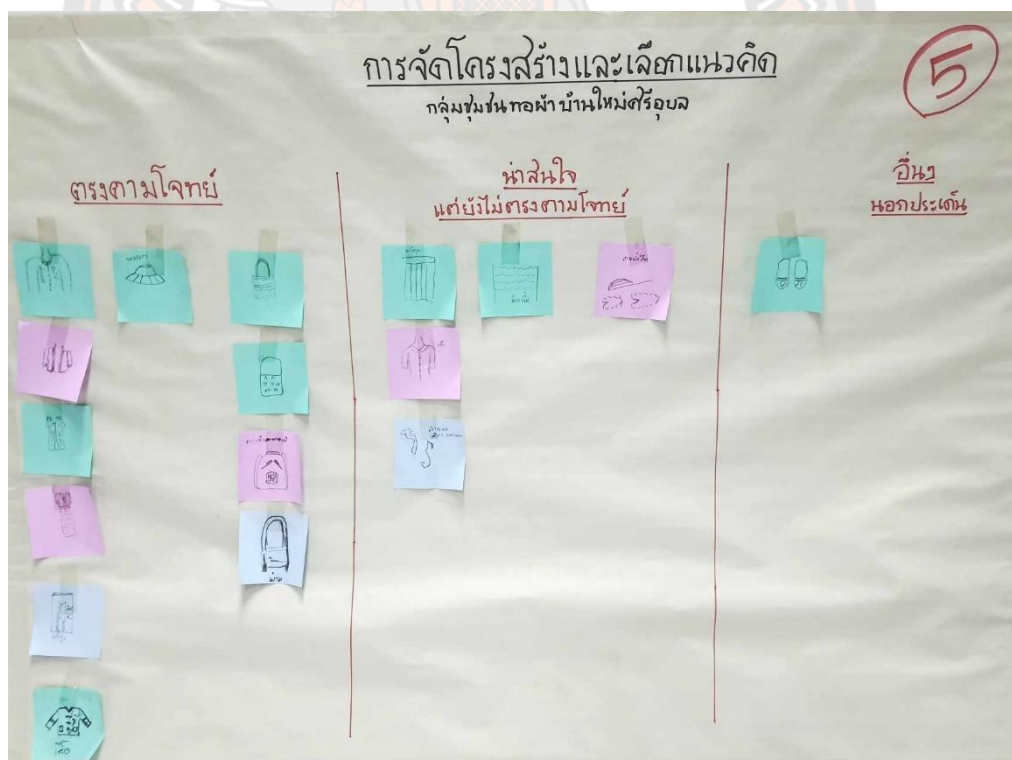 การจัดโครงสร้างและเลือกแนวคิด
กลุ่มชุมชนทอผ้าบ้านใหม่ศรีอุบล
5
ตรงตามโจทย์
น่าสนใจ
แต่ยังไม่ตรงตามโจทย์
อื่นๆ
นอกประเด็น